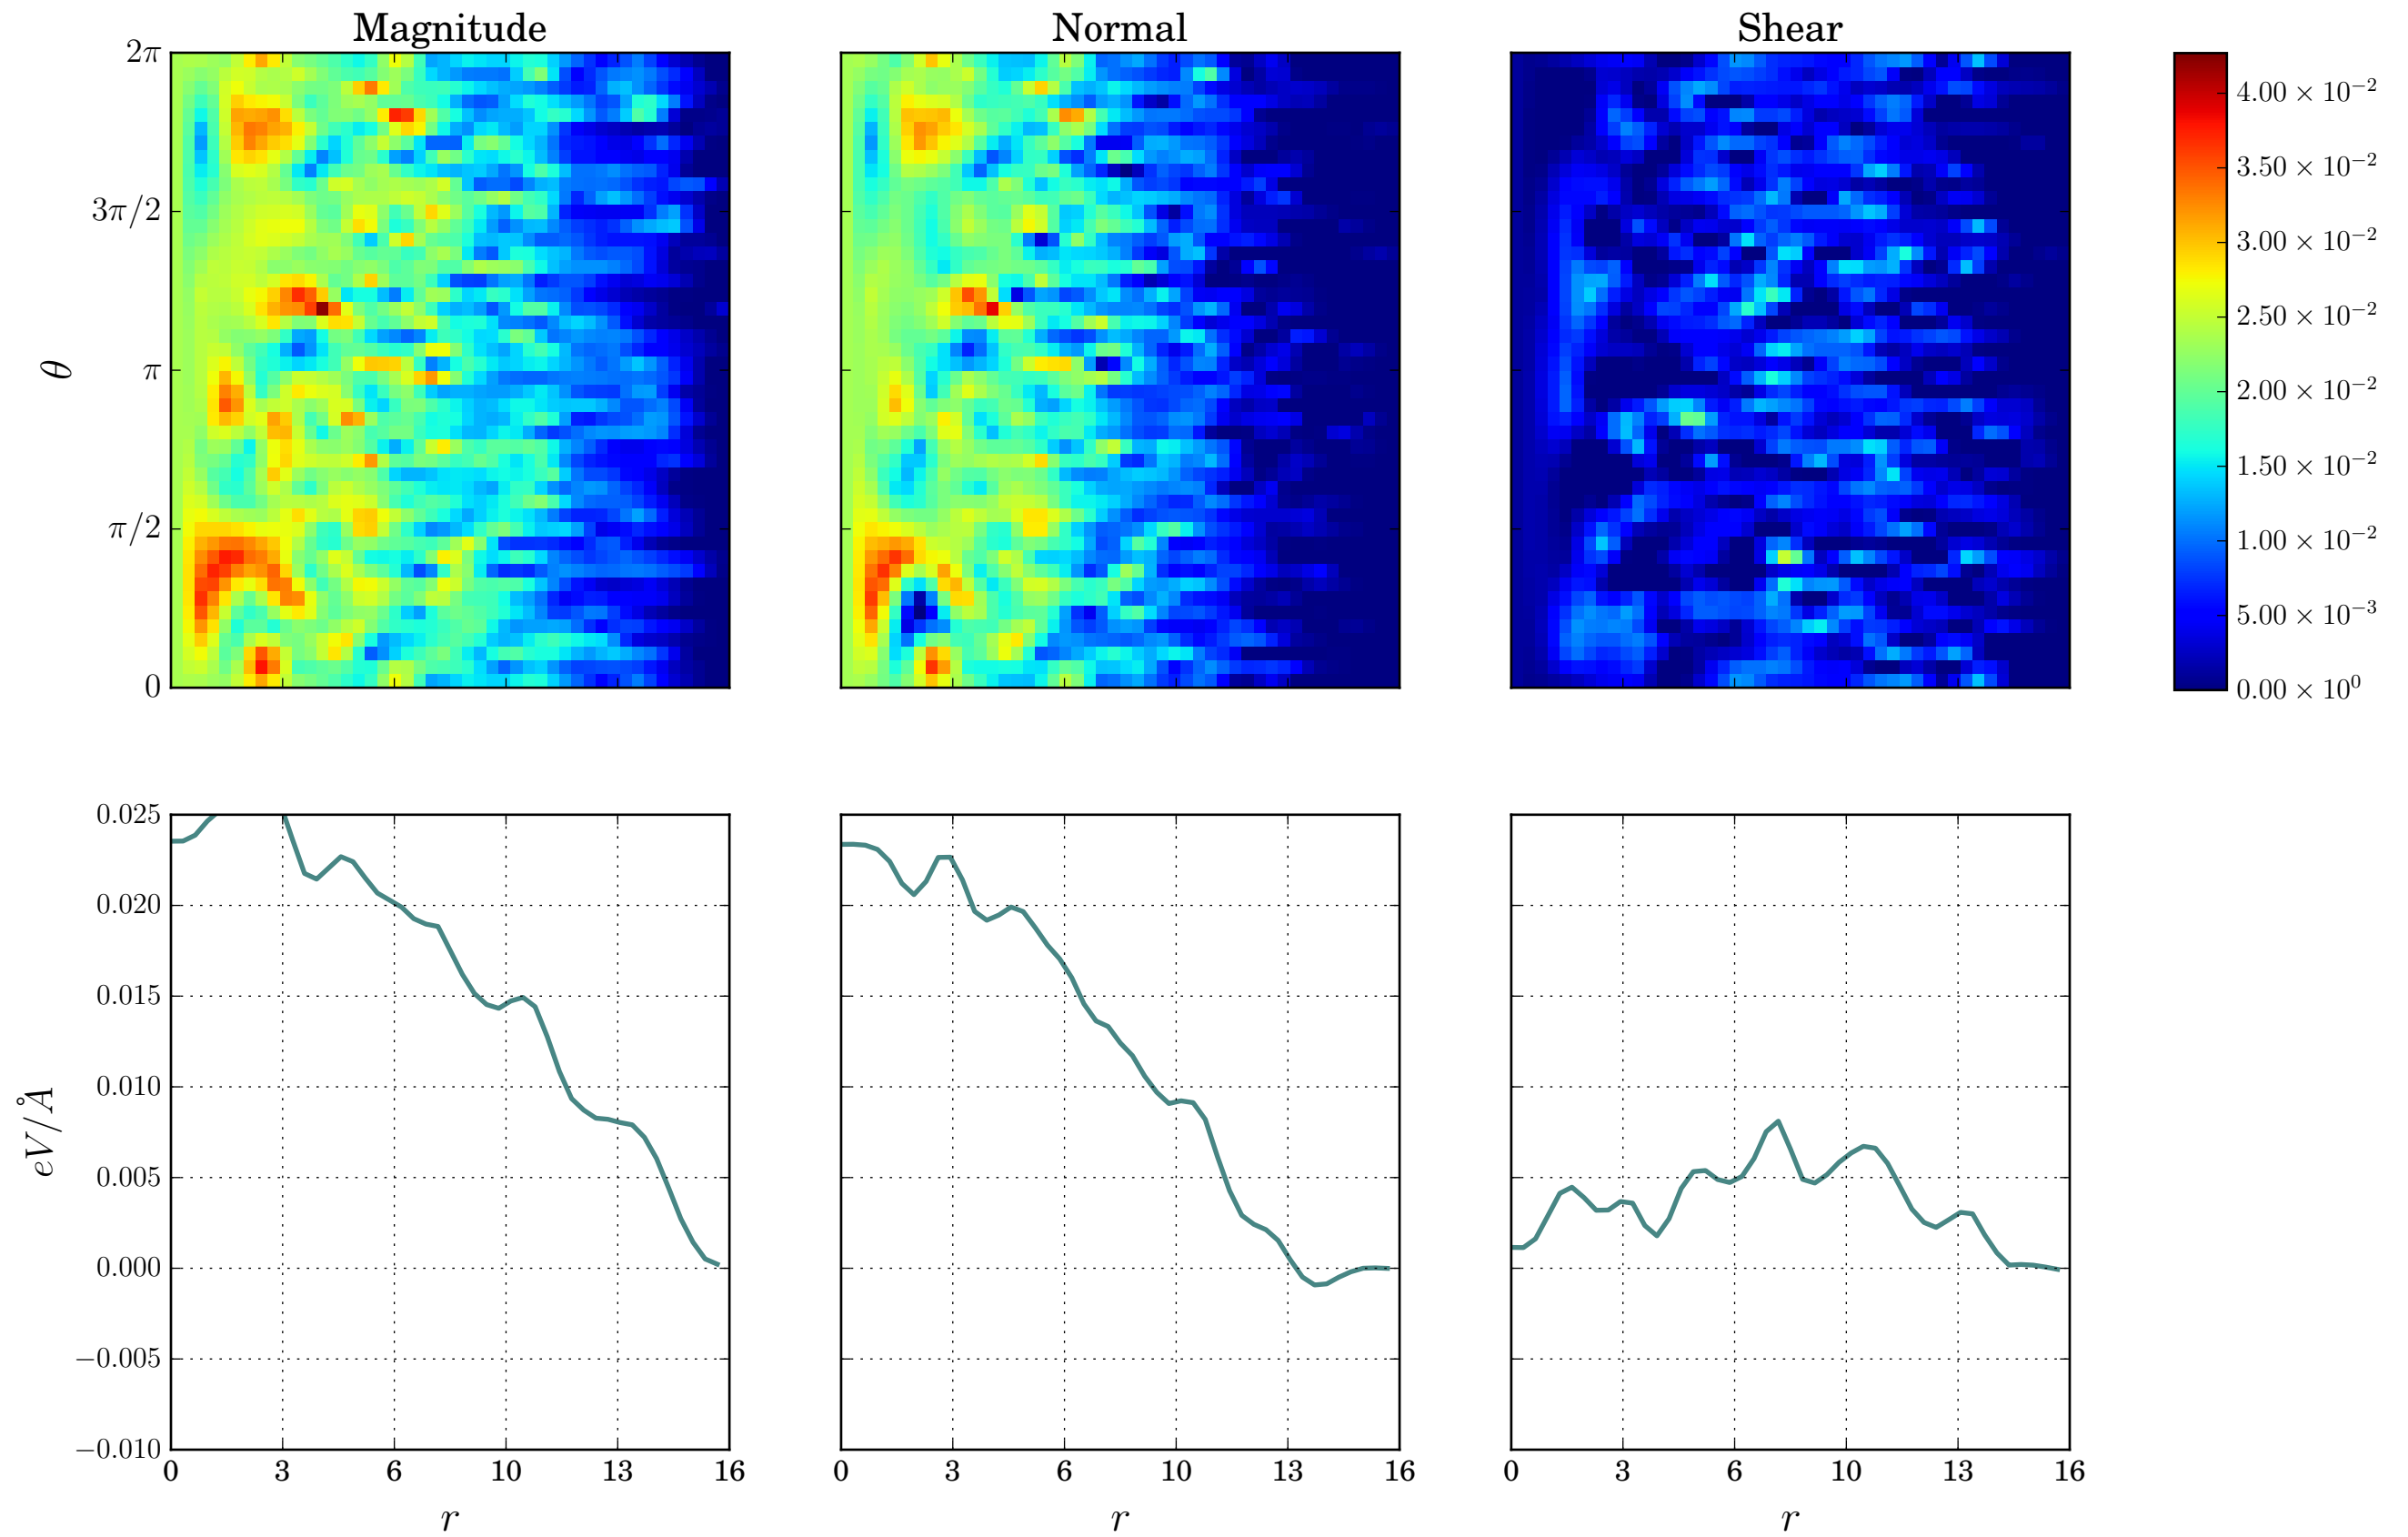 Magnitude Normal Shear
2π
3π/2
π
π/2
0
θ
4.00 × 10⁻²
3.50 × 10⁻²
3.00 × 10⁻²
2.50 × 10⁻²
2.00 × 10⁻²
1.50 × 10⁻²
1.00 × 10⁻²
5.00 × 10⁻³
0.00 × 10⁰
0.025
0.020
0.015
0.010
0.005
0.000
−0.005
−0.010
eV/Å
0 3 6 10 13 16 0 3 6 10 13 16 0 3 6 10 13 16
r r r